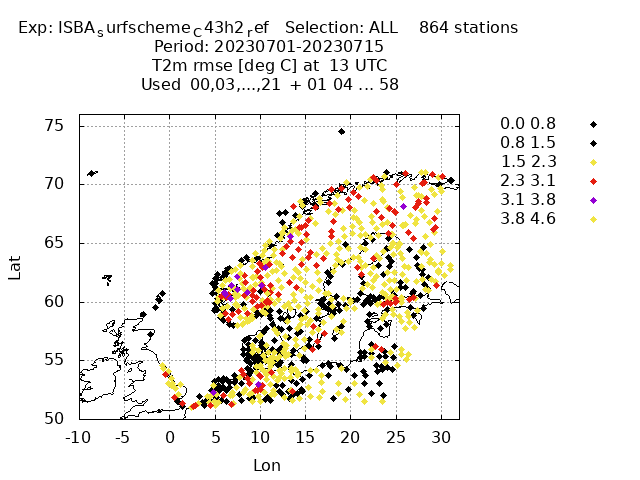 Exp: ISBA_surfscheme_C43h2_ref Selection: ALL 864 stations
Period: 20230701-20230715
T2m rmse [deg C] at 13 UTC
Used 00,03,...,21 + 01 04 ... 58
0.0 0.8
0.8 1.5
1.5 2.3
2.3 3.1
3.1 3.8
3.8 4.6
75
70
65
60
55
50
Lat
-10 -5 0 5 10 15 20 25 30
Lon